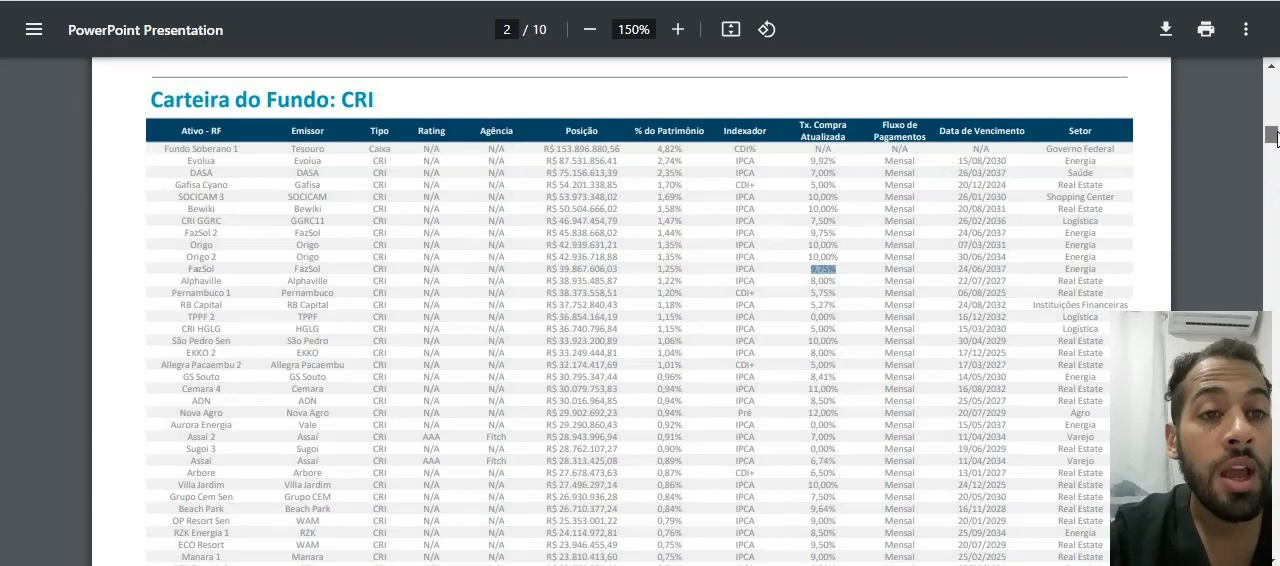 PowerPoint Presentation 2 / 10 150%
Carteira do Fundo: CRI
Ativo - RF Emissor Tipo Rating Agência Posição % do Patrimônio Indexador Tx. Compra Atualizada Fluxo de Pagamentos Data de Vencimento Setor
Fundo Soberano 1 Tesouro Caixa N/A N/A R$ 153.896.880,56 4,82% CDI% N/A N/A N/A Governo Federal
Evolua Evolua CRI N/A N/A R$ 87.531.856,41 2,74% IPCA 9,92% Mensal 15/08/2030 Energia
DASA DASA CRI N/A N/A R$ 75.156.613,39 2,35% IPCA 7,00% Mensal 26/03/2037 Saúde
Gafisa Cyano Gafisa CRI N/A N/A R$ 54.201.338,85 1,70% CDI+ 5,00% Mensal 20/12/2024 Real Estate
SOCICAM 3 SOCICAM CRI N/A N/A R$ 53.973.348,02 1,69% IPCA 10,00% Mensal 26/01/2030 Shopping Center
Bewiki Bewiki CRI N/A N/A R$ 50.504.666,02 1,58% IPCA 10,00% Mensal 20/08/2031 Real Estate
CRI GGRC GGRC11 CRI N/A N/A R$ 46.947.454,79 1,47% IPCA 7,50% Mensal 26/02/2036 Logística
FazSol 2 FazSol CRI N/A N/A R$ 45.838.668,02 1,44% IPCA 9,75% Mensal 24/06/2037 Energia
Origo Origo CRI N/A N/A R$ 42.939.631,21 1,35% IPCA 10,00% Mensal 07/03/2031 Energia
Origo 2 Origo CRI N/A N/A R$ 42.936.718,88 1,35% IPCA 10,00% Mensal 30/06/2034 Energia
FazSol FazSol CRI N/A N/A R$ 39.867.606,03 1,25% IPCA 9,75% Mensal 24/06/2037 Energia
Alphaville Alphaville CRI N/A N/A R$ 38.935.485,87 1,22% IPCA 8,00% Mensal 22/07/2027 Real Estate
Pernambuco 1 Pernambuco CRI N/A N/A R$ 38.373.558,51 1,20% CDI+ 5,75% Mensal 06/08/2025 Real Estate
RB Capital RB Capital CRI N/A N/A R$ 37.752.840,43 1,18% IPCA 5,27% Mensal 24/08/2032 Instituições Financeiras
TPPF 2 TPPF CRI N/A N/A R$ 36.854.164,19 1,15% IPCA 0,00% Mensal 16/12/2032 Logística
CRI HGLG HGLG CRI N/A N/A R$ 36.740.796,84 1,15% IPCA 5,00% Mensal 15/03/2030 Logística
São Pedro Sen São Pedro CRI N/A N/A R$ 33.923.200,89 1,06% IPCA 10,00% Mensal 30/04/2029 Real Estate
EKKO 2 EKKO CRI N/A N/A R$ 33.249.444,81 1,04% IPCA 8,00% Mensal 17/12/2025 Real Estate
Allegra Pacaembu 2 Allegra Pacaembu CRI N/A N/A R$ 32.174.417,69 1,01% CDI+ 5,00% Mensal 17/03/2027 Real Estate
GS Souto GS Souto CRI N/A N/A R$ 30.795.347,44 0,96% IPCA 8,41% Mensal 14/05/2030 Energia
Cemara 4 Cemara CRI N/A N/A R$ 30.079.753,83 0,94% IPCA 11,00% Mensal 16/08/2032 Real Estate
ADN ADN CRI N/A N/A R$ 30.016.964,85 0,94% IPCA 8,50% Mensal 25/05/2027 Real Estate
Nova Agro Nova Agro CRI N/A N/A R$ 29.902.692,23 0,94% Pré 12,00% Mensal 20/07/2029 Agro
Aurora Energia Vale CRI N/A N/A R$ 29.290.860,43 0,92% IPCA 0,00% Mensal 15/05/2037 Energia
Assaí 2 Assaí CRI AAA Fitch R$ 28.943.996,94 0,91% IPCA 7,00% Mensal 11/04/2034 Varejo
Sugoi 3 Sugoi CRI N/A N/A R$ 28.762.107,27 0,90% IPCA 0,00% Mensal 19/06/2029 Real Estate
Assaí Assaí CRI AAA Fitch R$ 28.313.425,08 0,89% IPCA 6,74% Mensal 11/04/2034 Varejo
Arbore Arbore CRI N/A N/A R$ 27.678.473,63 0,87% CDI+ 6,50% Mensal 13/01/2027 Real Estate
Villa Jardim Villa Jardim CRI N/A N/A R$ 27.496.297,14 0,86% IPCA 10,00% Mensal 24/12/2025 Real Estate
Grupo Cem Sen Grupo CEM CRI N/A N/A R$ 26.930.936,28 0,84% IPCA 7,50% Mensal 20/05/2030 Real Estate
Beach Park Beach Park CRI N/A N/A R$ 26.710.377,24 0,84% IPCA 9,64% Mensal 16/11/2028 Real Estate
OP Resort Sen WAM CRI N/A N/A R$ 25.353.001,22 0,79% IPCA 9,00% Mensal 20/01/2029 Real Estate
RZK Energia 1 RZK CRI N/A N/A R$ 24.114.972,81 0,76% IPCA 8,50% Mensal 25/09/2034 Energia
ECO Resort WAM CRI N/A N/A R$ 23.946.455,49 0,75% IPCA 9,50% Mensal 20/07/2029 Real Estate
Manara 1 Manara CRI N/A N/A R$ 23.810.413,60 0,75% IPCA 9,00% Mensal 25/02/2025 Real Estate